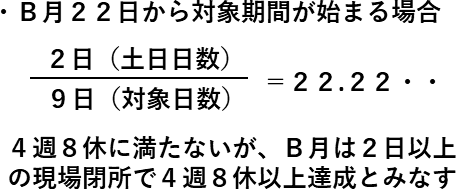 ・Ｂ月２２日から対象期間が始まる場合
２日（土日日数）
９日（対象日数） ＝２２.２２・・
４週８休に満たないが、Ｂ月は２日以上
の現場閉所で４週８休以上達成とみなす